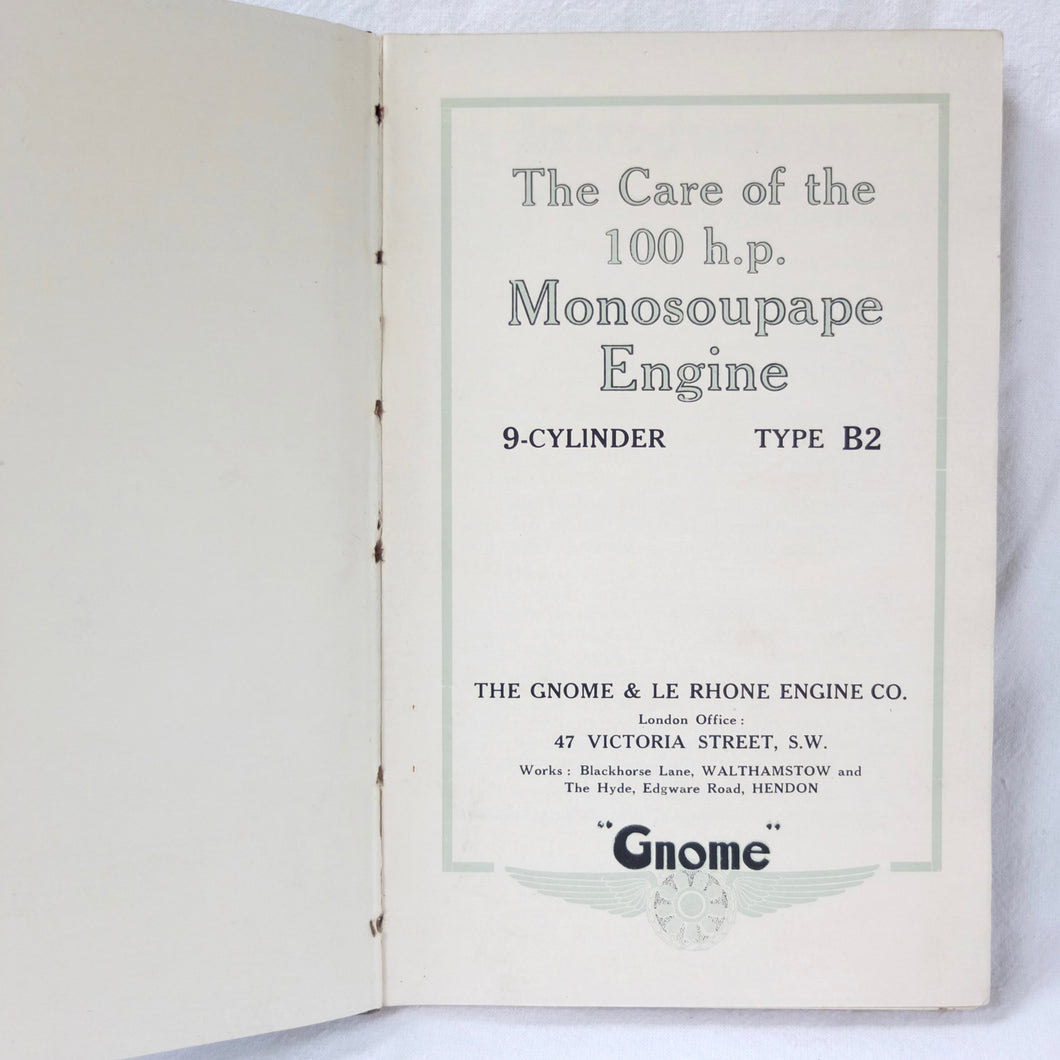 The Care of the
100 h.p.
Monosoupape
Engine
9-CYLINDER TYPE B2
THE GNOME & LE RHONE ENGINE CO.
London Office :
47 VICTORIA STREET, S.W.
Works : Blackhorse Lane, WALTHAMSTOW and
The Hyde, Edgware Road, HENDON
"Gnome"